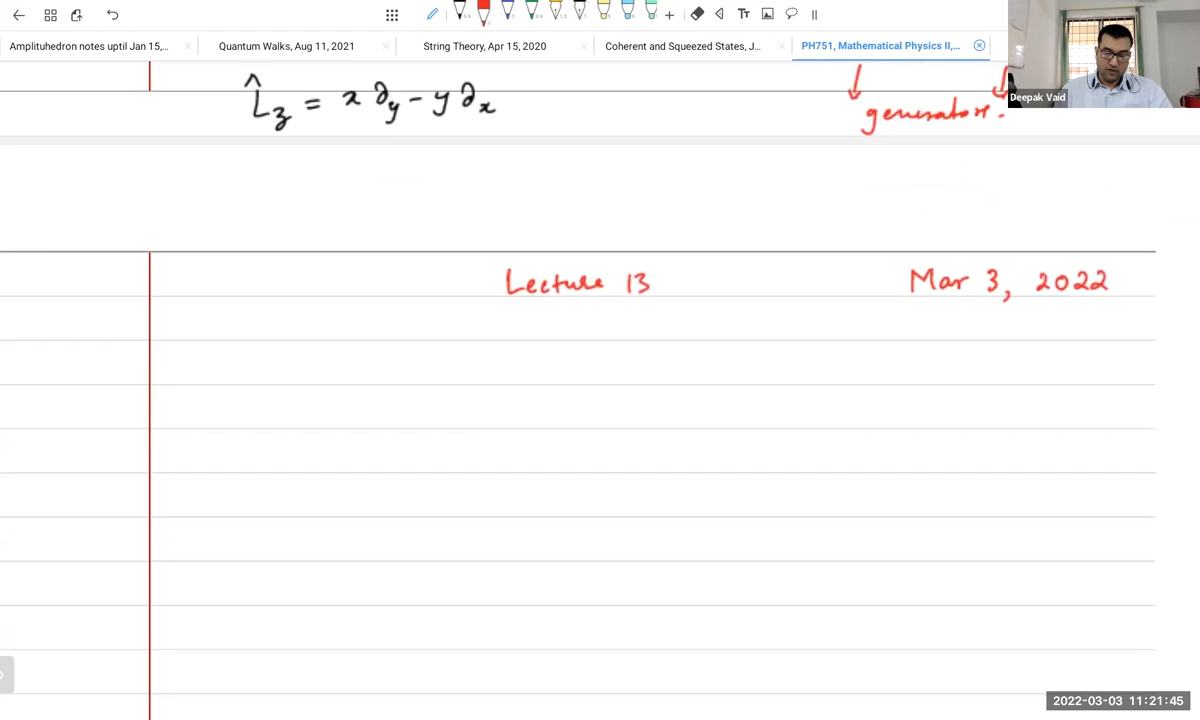 Amplituhedron notes uptil Jan 15,...
Quantum Walks, Aug 11, 2021
String Theory, Apr 15, 2020
Coherent and Squeezed States, J...
PH751, Mathematical Physics II,...
Deepak Vaid
L̂z = x ∂y - y ∂x
generators.
Lecture 13 Mar 3, 2022
2022-03-03 11:21:45